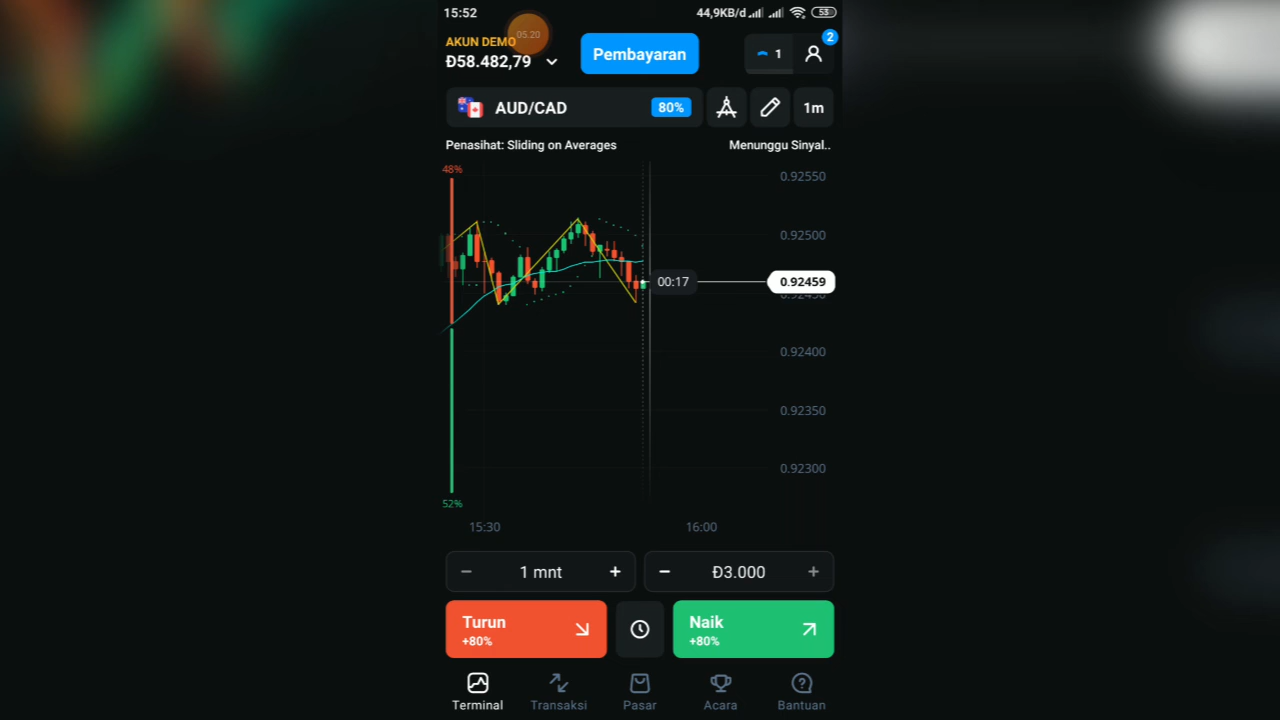 15:52
44,9KB/d
53
05.20
AKUN DEMO
Đ58.482,79
Pembayaran
1
2
AUD/CAD
80%
1m
Penasihat: Sliding on Averages
Menunggu Sinyal..
48%
0.92550
0.92500
00:17
0.92459
0.92450
0.92400
0.92350
0.92300
52%
15:30
16:00
1 mnt
Đ3.000
Turun
+80%
Naik
+80%
Terminal
Transaksi
Pasar
Acara
Bantuan